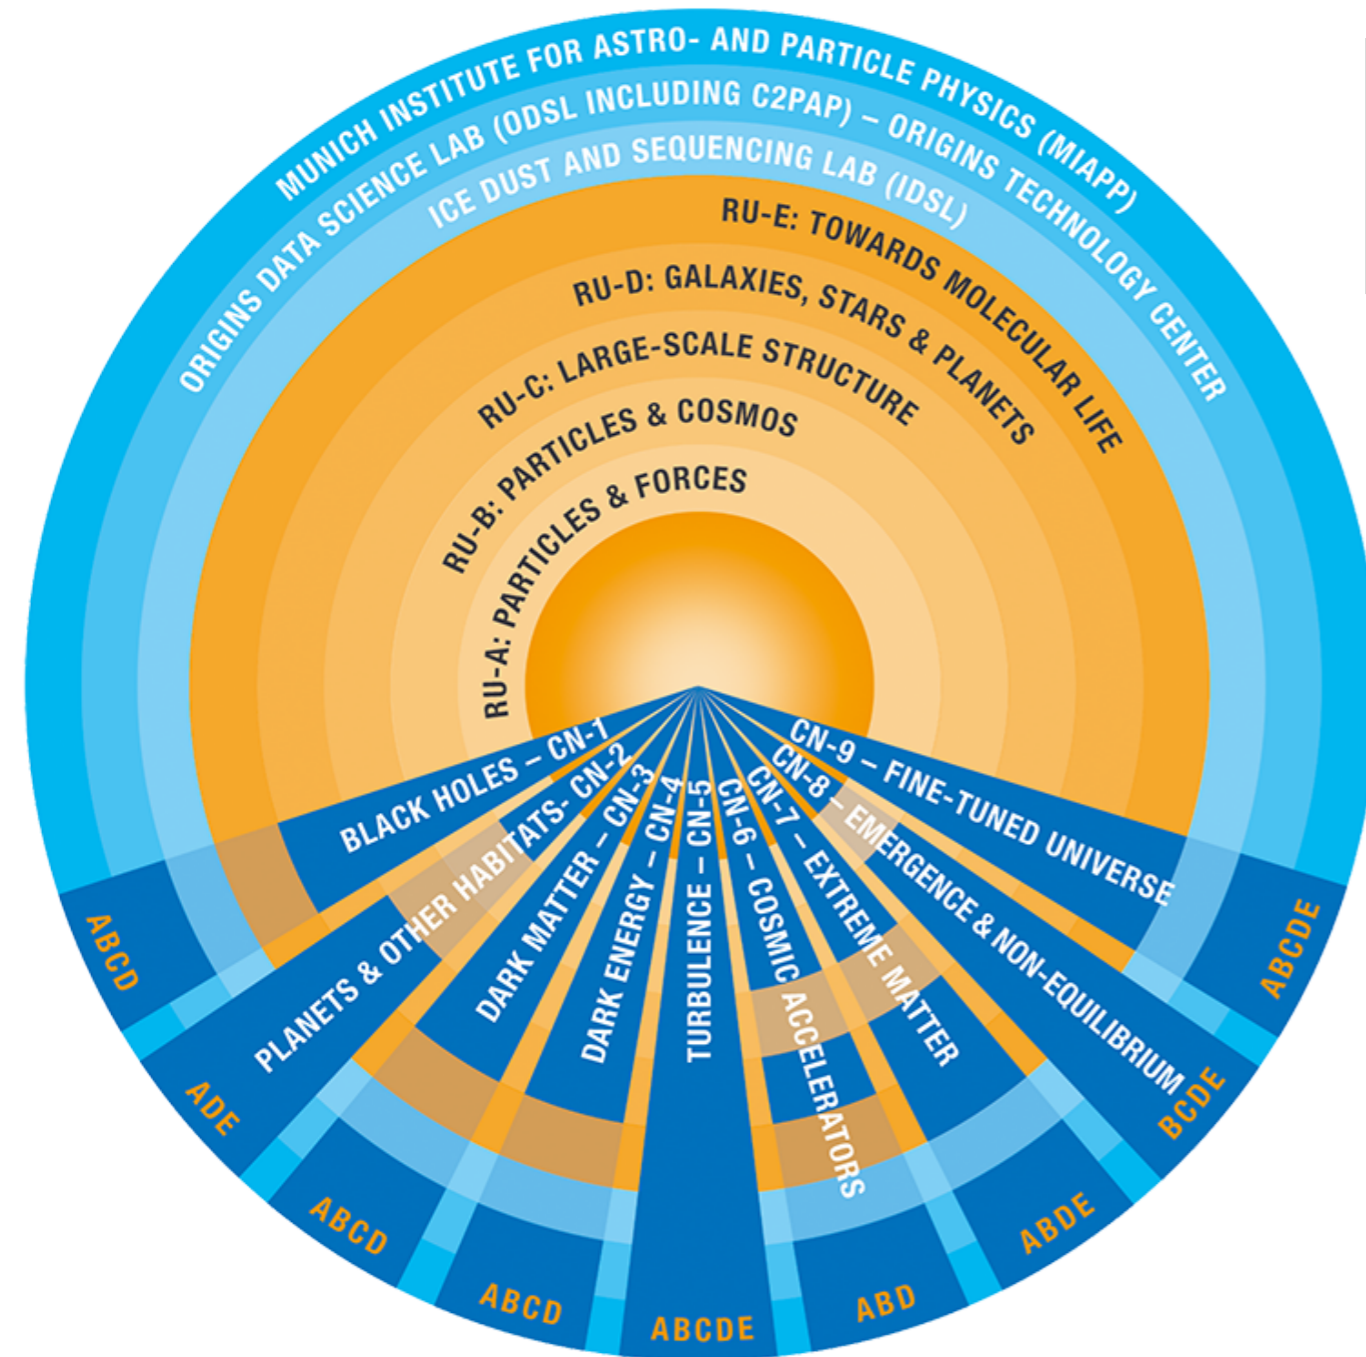 MUNICH INSTITUTE FOR ASTRO- AND PARTICLE PHYSICS (MIAPP)
ORIGINS DATA SCIENCE LAB (ODSL INCLUDING C2PAP) – ORIGINS TECHNOLOGY CENTER
ICE DUST AND SEQUENCING LAB (IDSL)
RU-E: TOWARDS MOLECULAR LIFE
RU-D: GALAXIES, STARS & PLANETS
RU-C: LARGE-SCALE STRUCTURE
RU-B: PARTICLES & COSMOS
RU-A: PARTICLES & FORCES
BLACK HOLES – CN-1
ABCD
PLANETS & OTHER HABITATS- CN-2
ADE
DARK MATTER – CN-3
ABCD
DARK ENERGY – CN-4
ABCD
TURBULENCE – CN-5
ABCDE
CN-6 – COSMIC ACCELERATORS
ABD
CN-7 – EXTREME MATTER
ABDE
CN-8 – EMERGENCE & NON-EQUILIBRIUM
BCDE
CN-9 – FINE-TUNED UNIVERSE
ABCDE